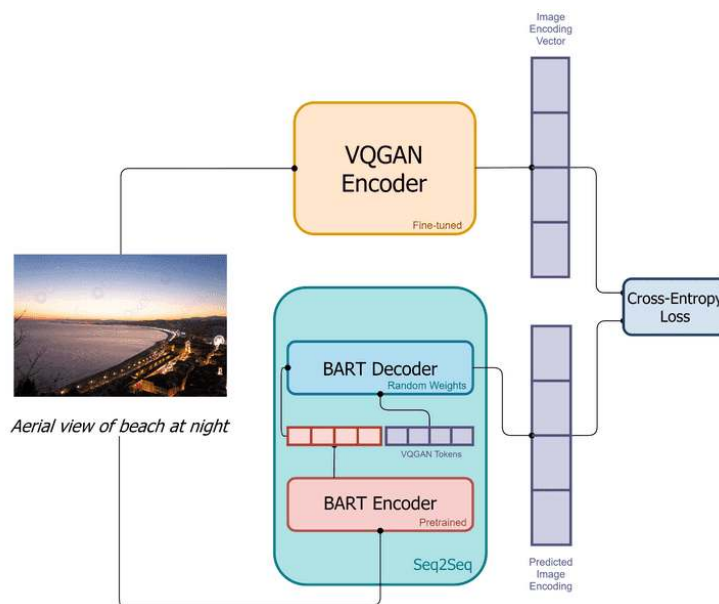 Image
Encoding
Vector
VQGAN
Encoder
Fine-tuned
Cross-Entropy
Loss
BART Decoder
Random Weights
Aerial view of beach at night
VQGAN Tokens
BART Encoder
Pretrained
Seq2Seq
Predicted
Image
Encoding